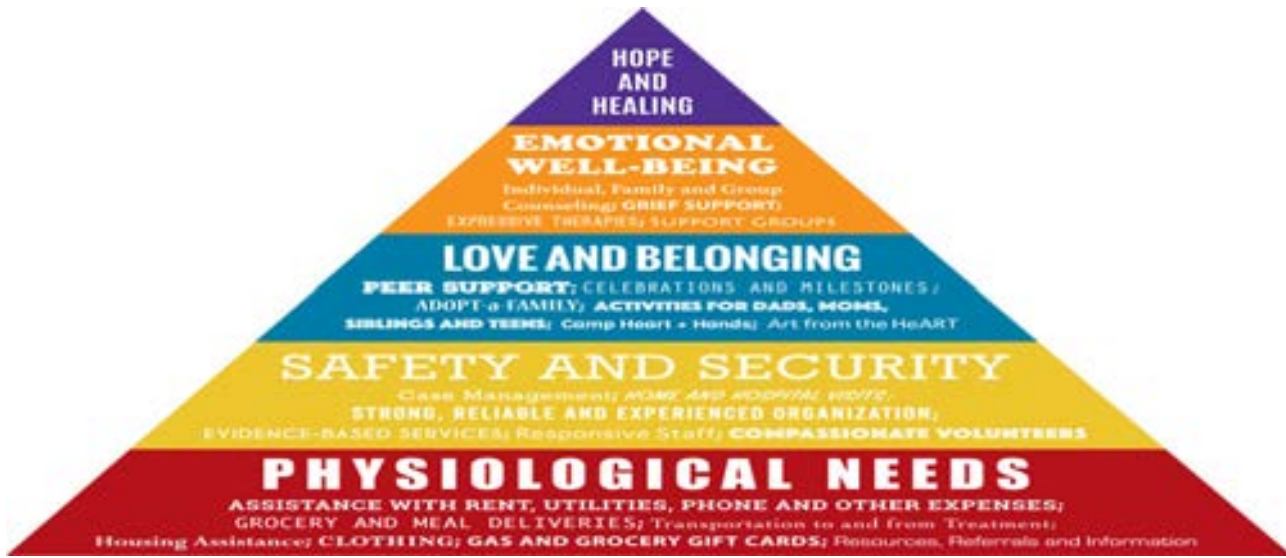 HOPE
AND
HEALING
EMOTIONAL
WELL-BEING
Individual, Family and Group
Counseling; GRIEF SUPPORT;
EXPRESSIVE THERAPIES; SUPPORT GROUPS
LOVE AND BELONGING
PEER SUPPORT; CELEBRATIONS AND MILESTONES;
ADOPT-a-FAMILY; ACTIVITIES FOR DADS, MOMS,
SIBLINGS AND TEENS; Camp Heart + Hands; Art from the HeART
SAFETY AND SECURITY
Case Management; HOME AND HOSPITAL VISITS;
STRONG, RELIABLE AND EXPERIENCED ORGANIZATION;
EVIDENCE-BASED SERVICES; Responsive Staff; COMPASSIONATE VOLUNTEERS
PHYSIOLOGICAL NEEDS
ASSISTANCE WITH RENT, UTILITIES, PHONE AND OTHER EXPENSES;
GROCERY AND MEAL DELIVERIES; Transportation to and from Treatment;
Housing Assistance; CLOTHING; GAS AND GROCERY GIFT CARDS; Resources, Referrals and Information